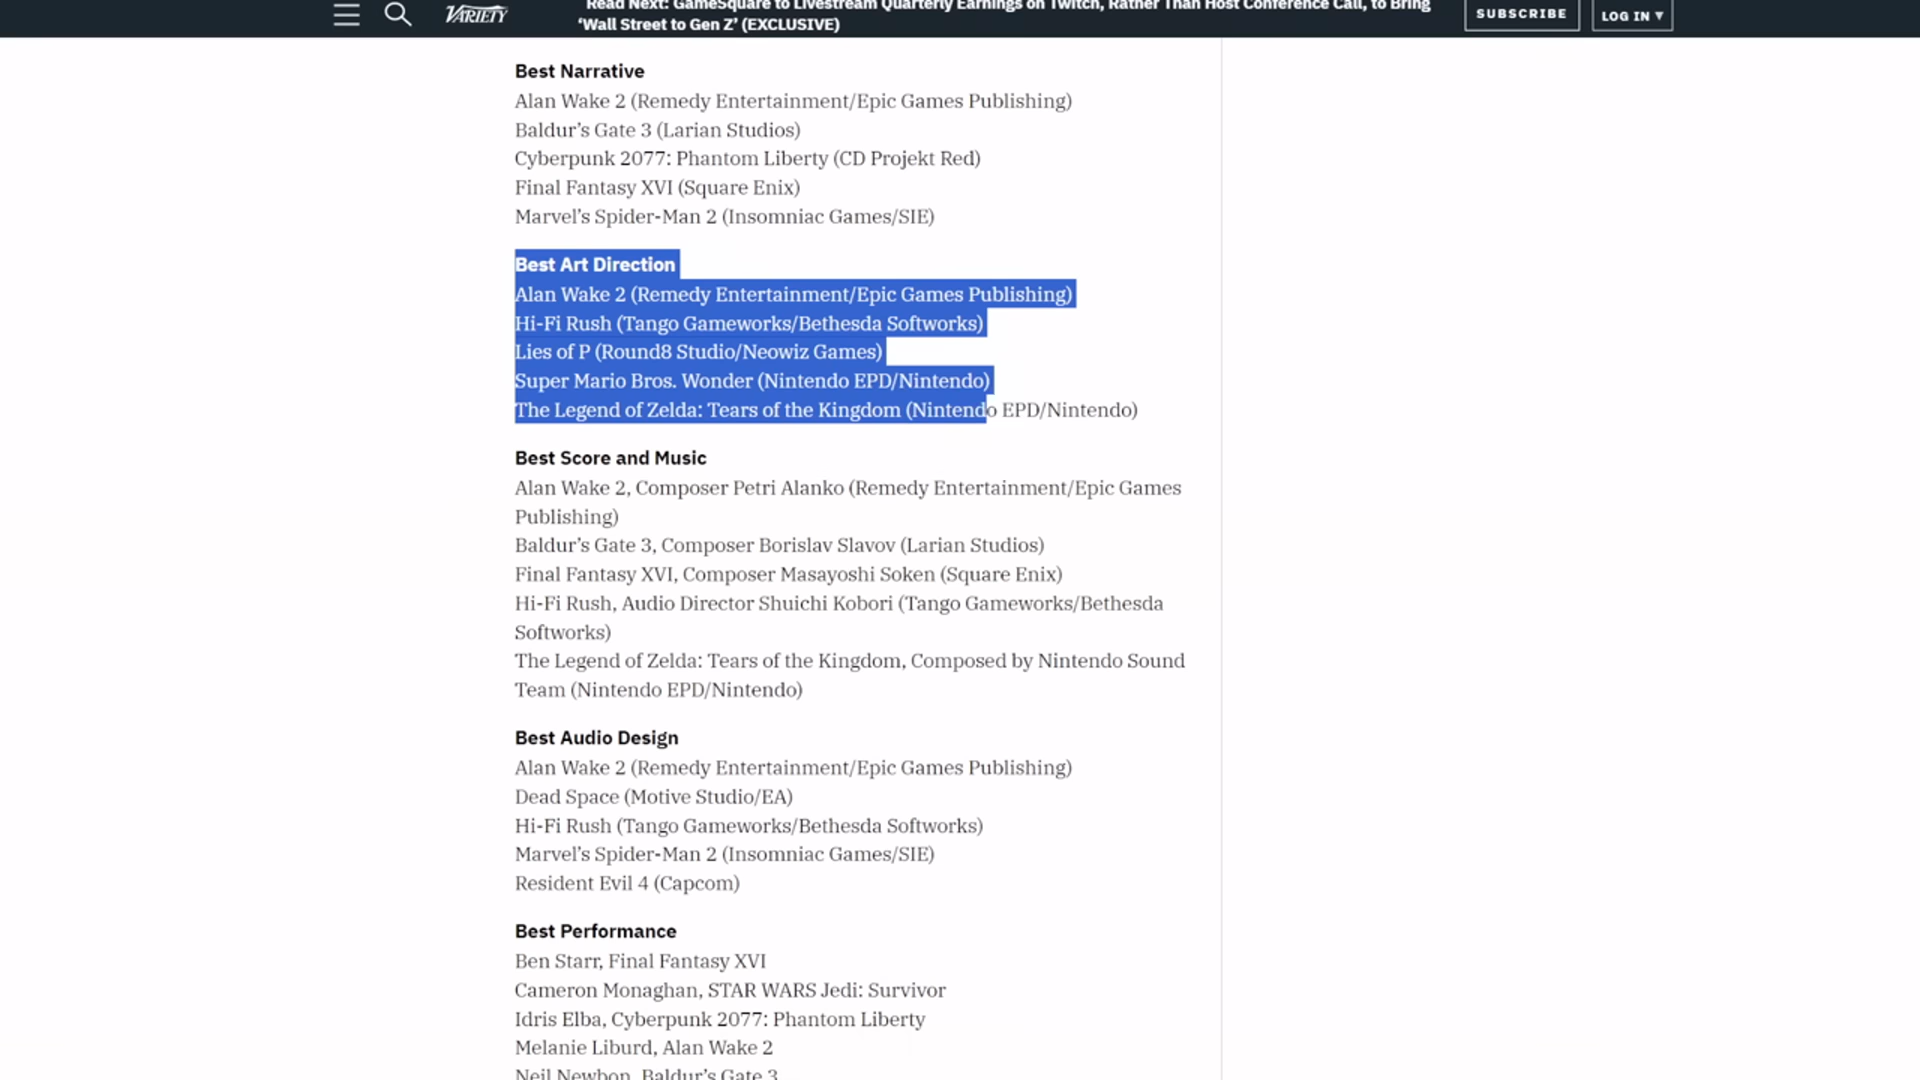 VARIETY
Read Next: GameSquare to Livestream Quarterly Earnings on Twitch, Rather Than Host Conference Call, to Bring
‘Wall Street to Gen Z’ (EXCLUSIVE)
SUBSCRIBE
LOG IN ▼
Best Narrative
Alan Wake 2 (Remedy Entertainment/Epic Games Publishing)
Baldur’s Gate 3 (Larian Studios)
Cyberpunk 2077: Phantom Liberty (CD Projekt Red)
Final Fantasy XVI (Square Enix)
Marvel’s Spider-Man 2 (Insomniac Games/SIE)
Best Art Direction
Alan Wake 2 (Remedy Entertainment/Epic Games Publishing)
Hi-Fi Rush (Tango Gameworks/Bethesda Softworks)
Lies of P (Round8 Studio/Neowiz Games)
Super Mario Bros. Wonder (Nintendo EPD/Nintendo)
The Legend of Zelda: Tears of the Kingdom (Nintendo EPD/Nintendo)
Best Score and Music
Alan Wake 2, Composer Petri Alanko (Remedy Entertainment/Epic Games
Publishing)
Baldur’s Gate 3, Composer Borislav Slavov (Larian Studios)
Final Fantasy XVI, Composer Masayoshi Soken (Square Enix)
Hi-Fi Rush, Audio Director Shuichi Kobori (Tango Gameworks/Bethesda
Softworks)
The Legend of Zelda: Tears of the Kingdom, Composed by Nintendo Sound
Team (Nintendo EPD/Nintendo)
Best Audio Design
Alan Wake 2 (Remedy Entertainment/Epic Games Publishing)
Dead Space (Motive Studio/EA)
Hi-Fi Rush (Tango Gameworks/Bethesda Softworks)
Marvel’s Spider-Man 2 (Insomniac Games/SIE)
Resident Evil 4 (Capcom)
Best Performance
Ben Starr, Final Fantasy XVI
Cameron Monaghan, STAR WARS Jedi: Survivor
Idris Elba, Cyberpunk 2077: Phantom Liberty
Melanie Liburd, Alan Wake 2
Neil Newbon, Baldur’s Gate 3